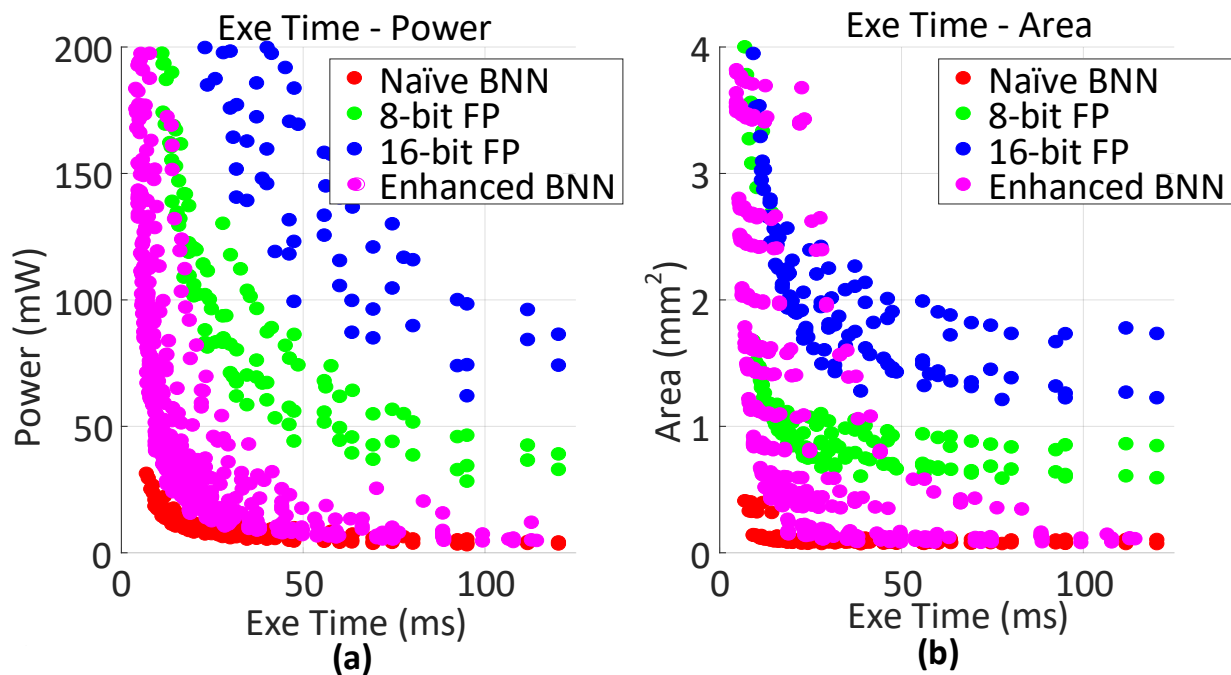 Exe Time - Power
200
150
100
50
0
Power (mW)
0
50
100
Exe Time (ms)
Naïve BNN
8-bit FP
16-bit FP
Enhanced BNN
(a)
Exe Time - Area
4
3
2
1
0
Area (mm²)
0
50
100
Exe Time (ms)
Naïve BNN
8-bit FP
16-bit FP
Enhanced BNN
(b)